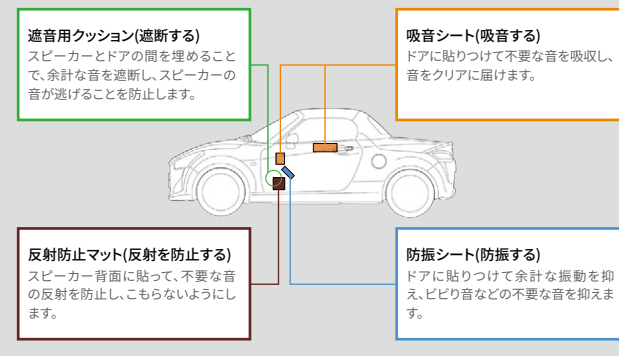 遮音用クッション(遮断する)
スピーカーとドアの間を埋めること
で、余計な音を遮断し、スピーカーの
音が逃げることを防止します。
吸音シート(吸音する)
ドアに貼りつけて不要な音を吸収し、
音をクリアに届けます。
反射防止マット(反射を防止する)
スピーカー背面に貼って、不要な音
の反射を防止し、こもらないようにし
ます。
防振シート(防振する)
ドアに貼りつけて余計な振動を抑
え、ビビり音などの不要な音を抑えま
す。